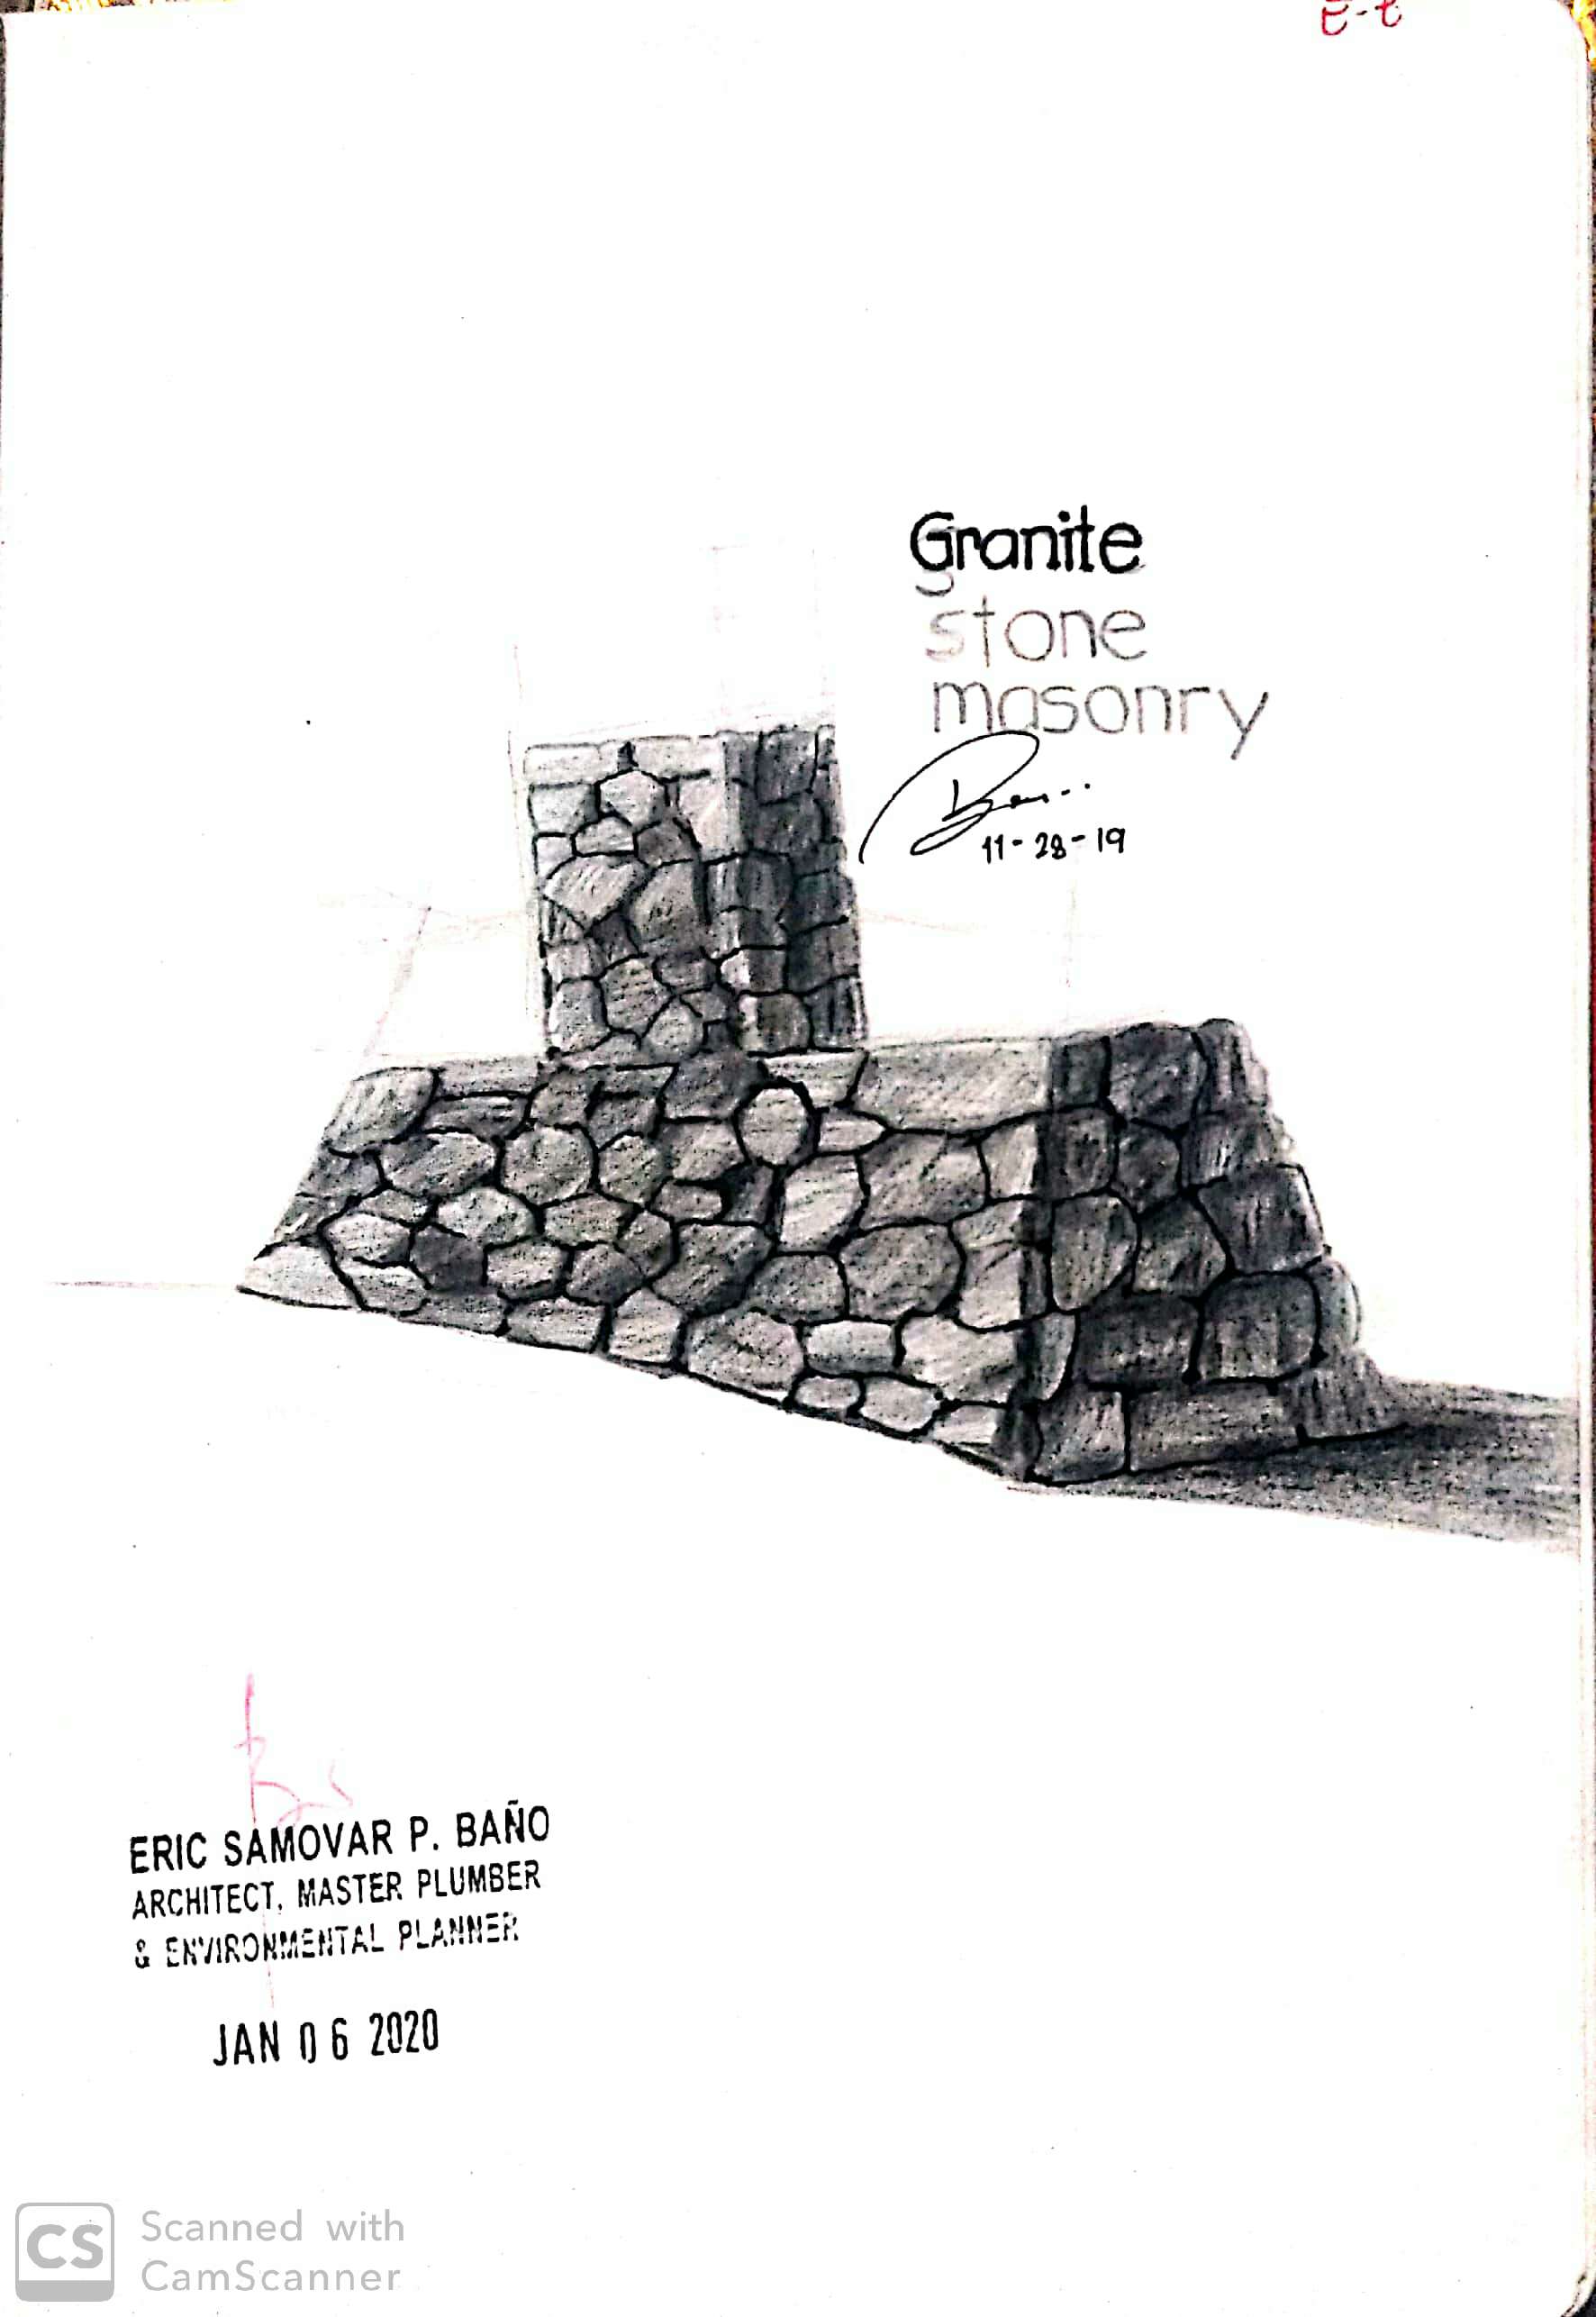 E-t
Granite
stone
masonry
11-28-19
ERIC SAMOVAR P. BAÑO
ARCHITECT, MASTER PLUMBER
& ENVIRONMENTAL PLANNER
JAN 06 2020
CS
Scanned with
CamScanner